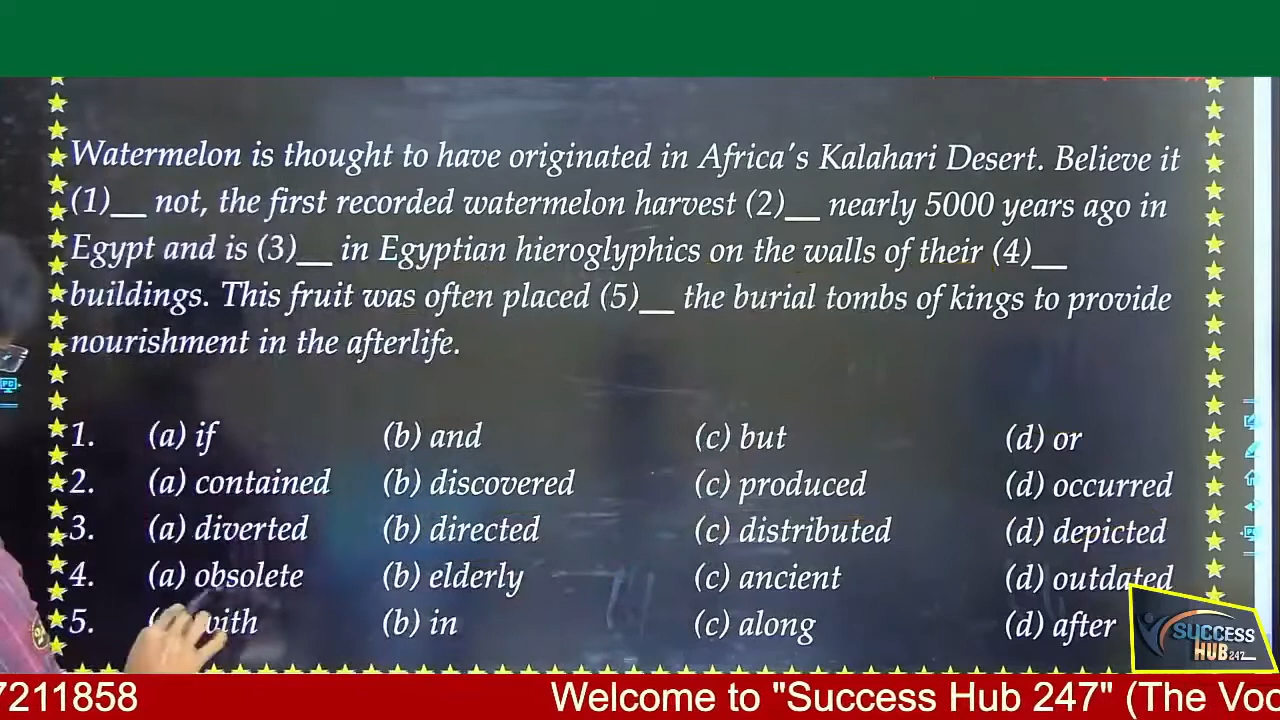 Watermelon is thought to have originated in Africa's Kalahari Desert. Believe it
(1)__ not, the first recorded watermelon harvest (2)__ nearly 5000 years ago in
Egypt and is (3)__ in Egyptian hieroglyphics on the walls of their (4)__
buildings. This fruit was often placed (5)__ the burial tombs of kings to provide
nourishment in the afterlife.
1. (a) if (b) and (c) but (d) or
2. (a) contained (b) discovered (c) produced (d) occurred
3. (a) diverted (b) directed (c) distributed (d) depicted
4. (a) obsolete (b) elderly (c) ancient (d) outdated
5. with (b) in (c) along (d) after
SUCCESS
HUB 247
7211858 Welcome to "Success Hub 247" (The Voc